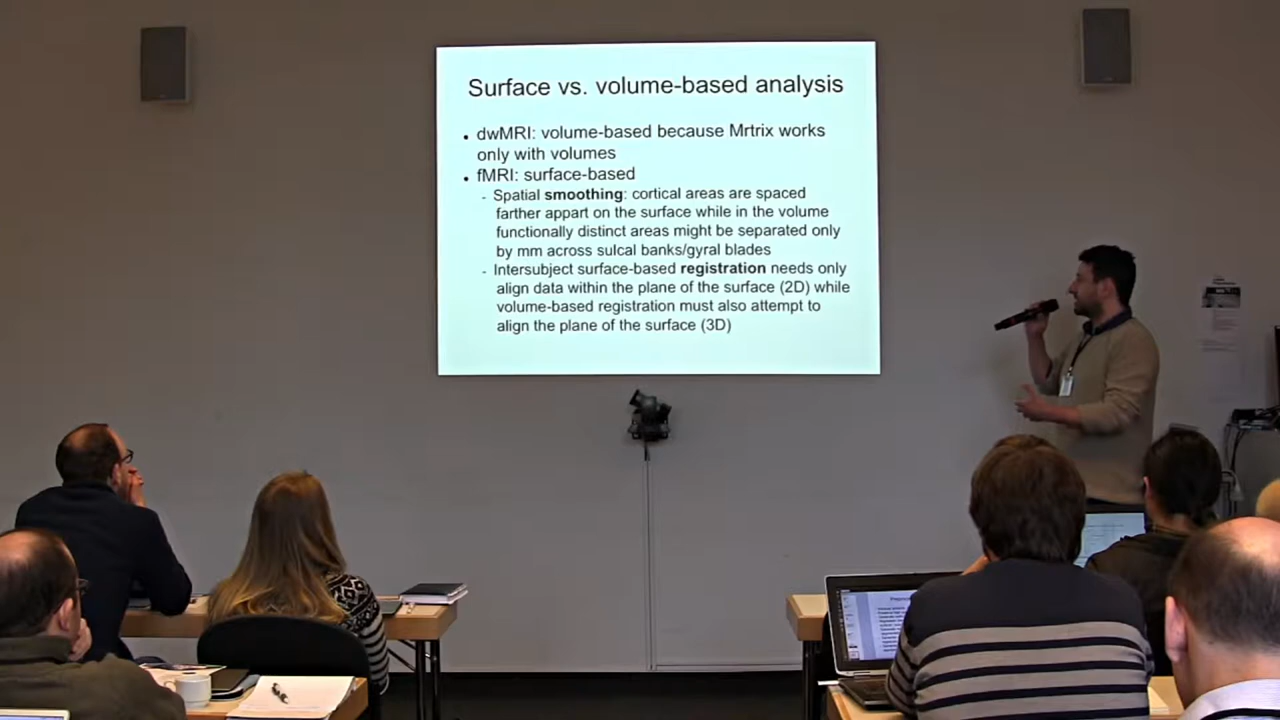 Surface vs. volume-based analysis
• dwMRI: volume-based because Mrtrix works
only with volumes
• fMRI: surface-based
- Spatial smoothing: cortical areas are spaced
farther appart on the surface while in the volume
functionally distinct areas might be separated only
by mm across sulcal banks/gyral blades
- Intersubject surface-based registration needs only
align data within the plane of the surface (2D) while
volume-based registration must also attempt to
align the plane of the surface (3D)